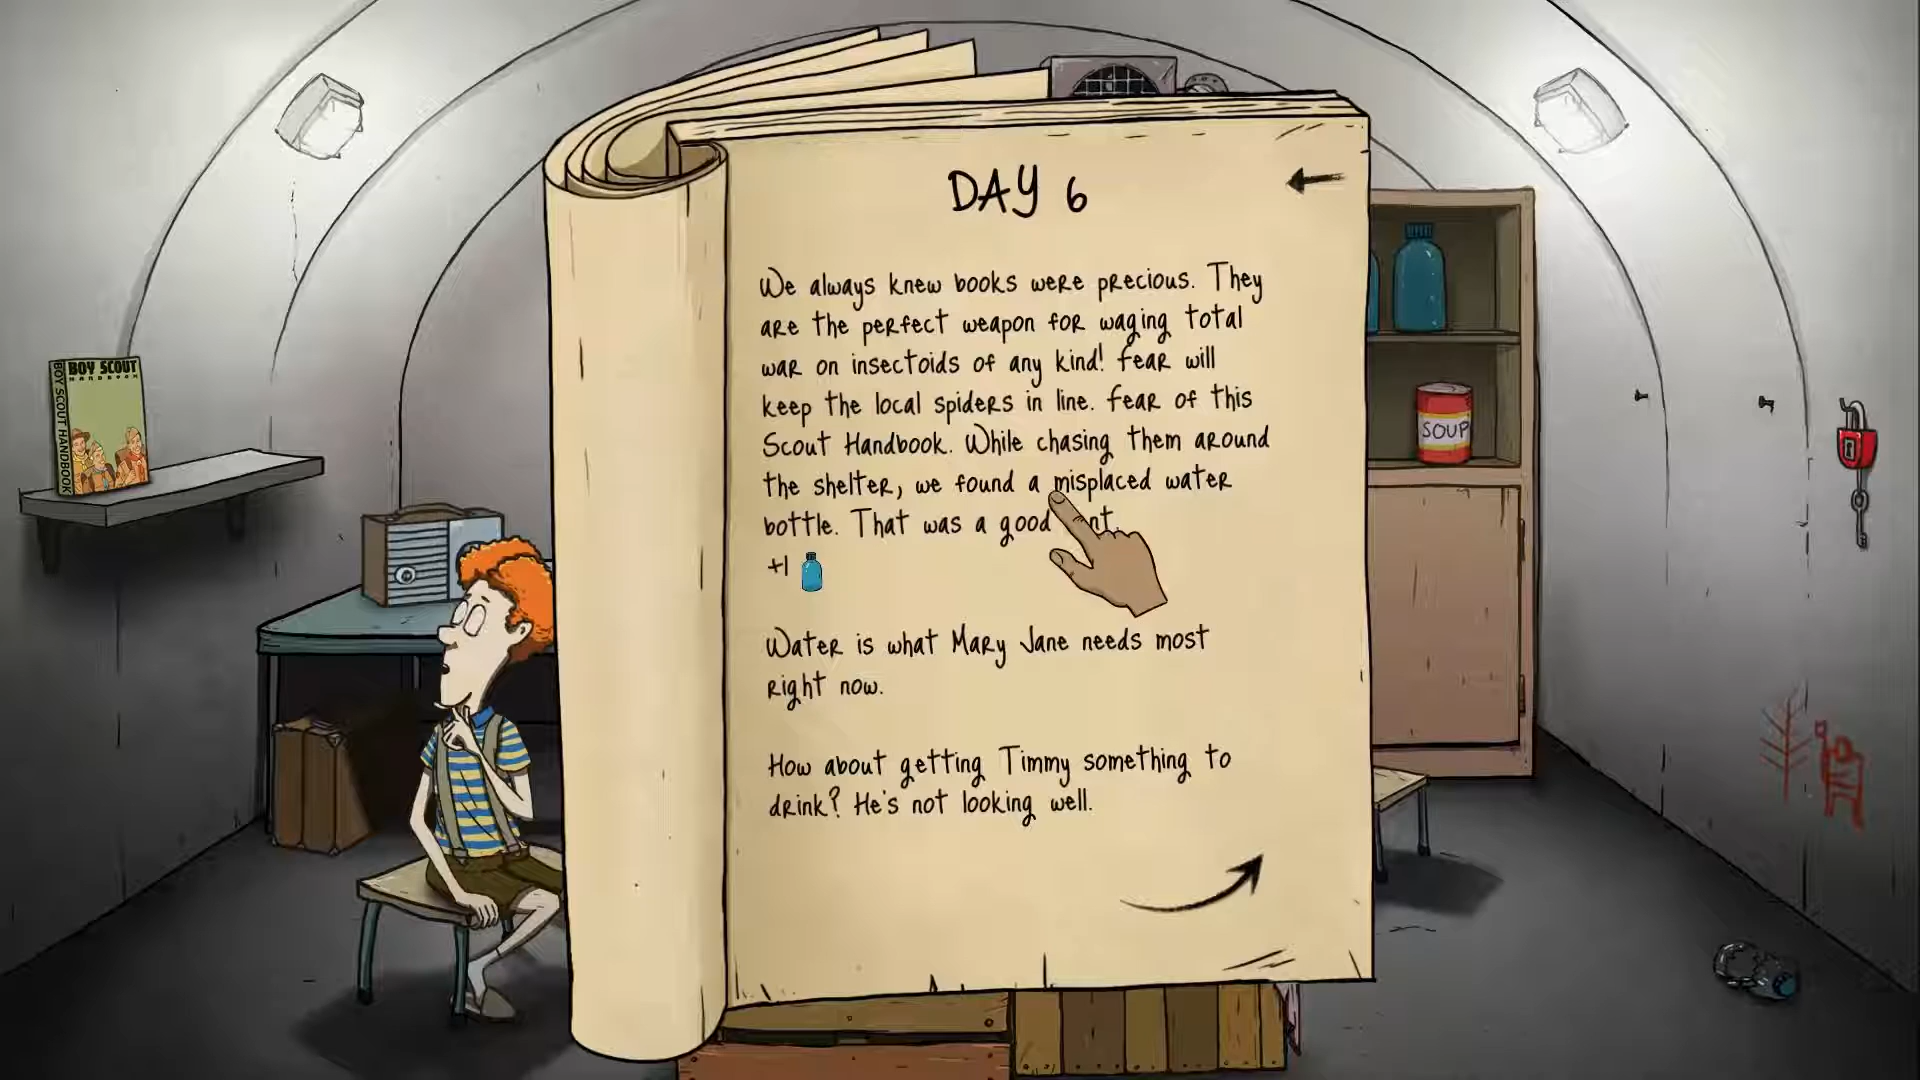 DAY 6
We always knew books were precious. They
are the perfect weapon for waging total
war on insectoids of any kind! Fear will
keep the local spiders in line. Fear of this
Scout Handbook. While chasing them around
the shelter, we found a misplaced water
bottle. That was a good
+1
Water is what Mary Jane needs most
right now.
How about getting Timmy something to
drink? He's not looking well.
BOY SCOUT
HANDBOOK
BOY SCOUT HANDBOOK
SOUP